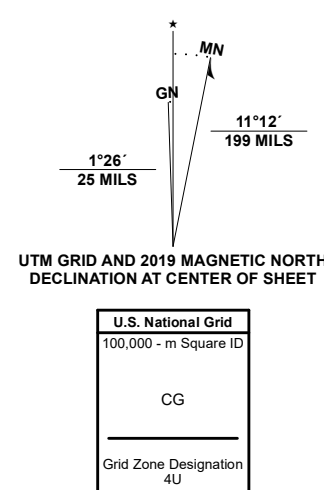 ★
MN
GN
11°12´
199 MILS
1°26´
25 MILS
UTM GRID AND 2019 MAGNETIC NORTH
DECLINATION AT CENTER OF SHEET
U.S. National Grid
100,000 - m Square ID
CG
Grid Zone Designation
4U